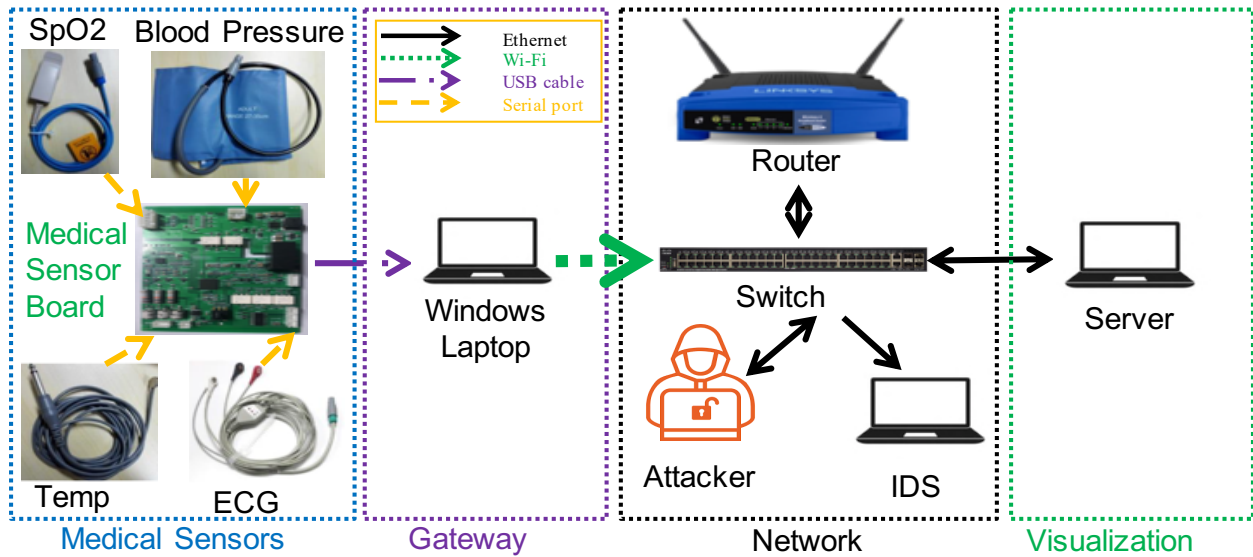 SpO2
Blood Pressure
Medical
Sensor
Board
Temp
ECG
Medical Sensors
Ethernet
Wi-Fi
USB cable
Serial port
Windows
Laptop
Gateway
LINKSYS
Router
Switch
Attacker
IDS
Network
Server
Visualization